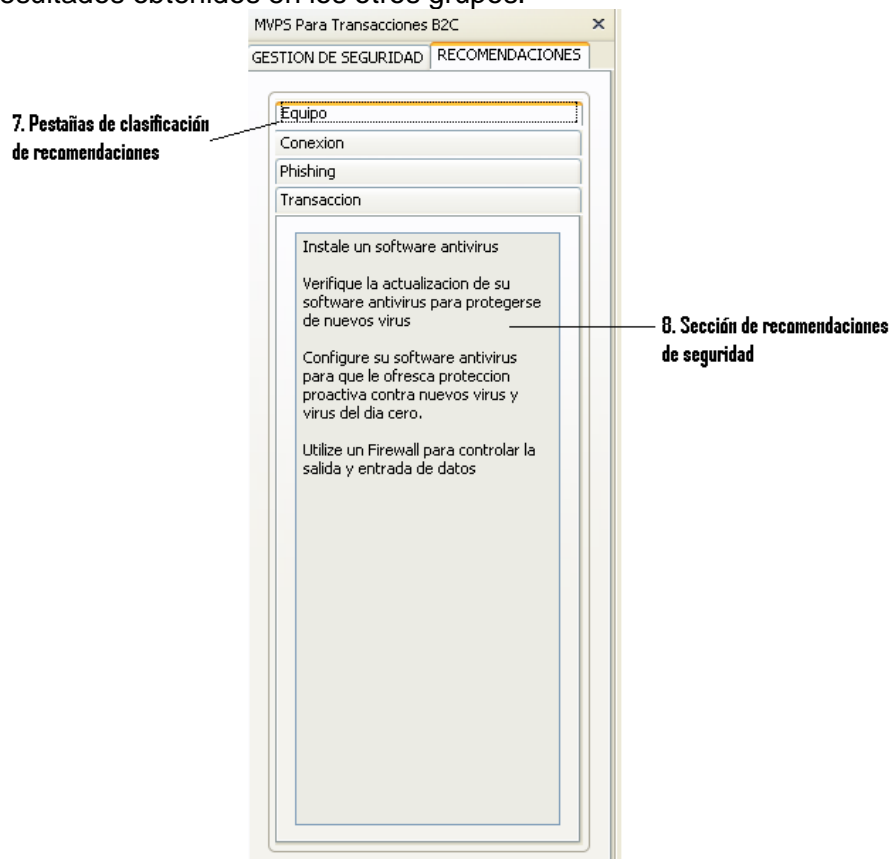 esultados obtenidos en los otros grupos.
MVPS Para Transacciones B2C
GESTION DE SEGURIDAD RECOMENDACIONES
7. Pestañas de clasificación
de recomendaciones
Equipo
Conexion
Phishing
Transaccion
Instale un software antivirus
Verifique la actualizacion de su
software antivirus para protegerse
de nuevos virus
Configure su software antivirus
para que le ofresca proteccion
proactiva contra nuevos virus y
virus del dia cero.
Utilize un Firewall para controlar la
salida y entrada de datos
8. Sección de recomendaciones
de seguridad